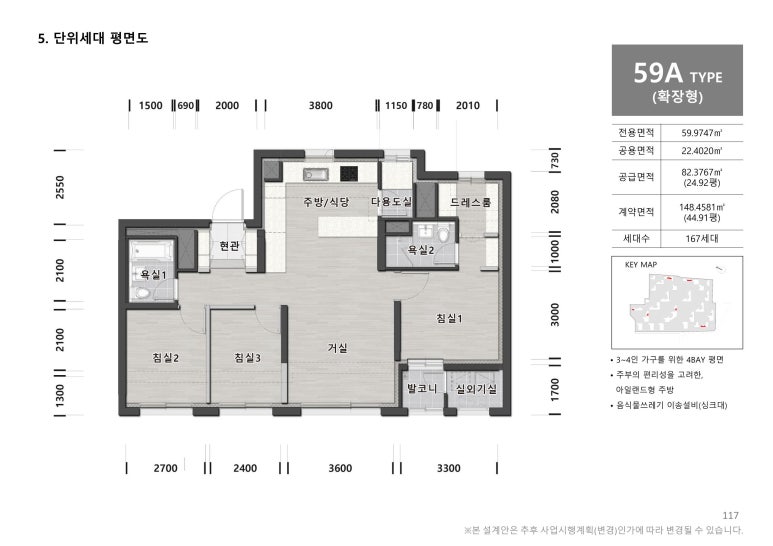 5. 단위세대 평면도
59A TYPE
(확장형)
1500 690 2000 3800 1150 780 2010
전용면적 59.9747㎡
공용면적 22.4020㎡
공급면적 82.3767㎡
(24.92평)
계약면적 148.4581㎡
(44.91평)
세대수 167세대
2550
2100
2100
1300
730
2080
1000
3000
1700
주방/식당
다용도실
드레스룸
현관
욕실2
욕실1
침실1
거실
침실2
침실3
발코니
실외기실
2700 2400 3600 3300
KEY MAP
• 3~4인 가구를 위한 4BAY 평면
• 주부의 편리성을 고려한,
아일랜드형 주방
• 음식물쓰레기 이송설비(싱크대)
117
※본 설계안은 추후 사업시행계획(변경)인가에 따라 변경될 수 있습니다.